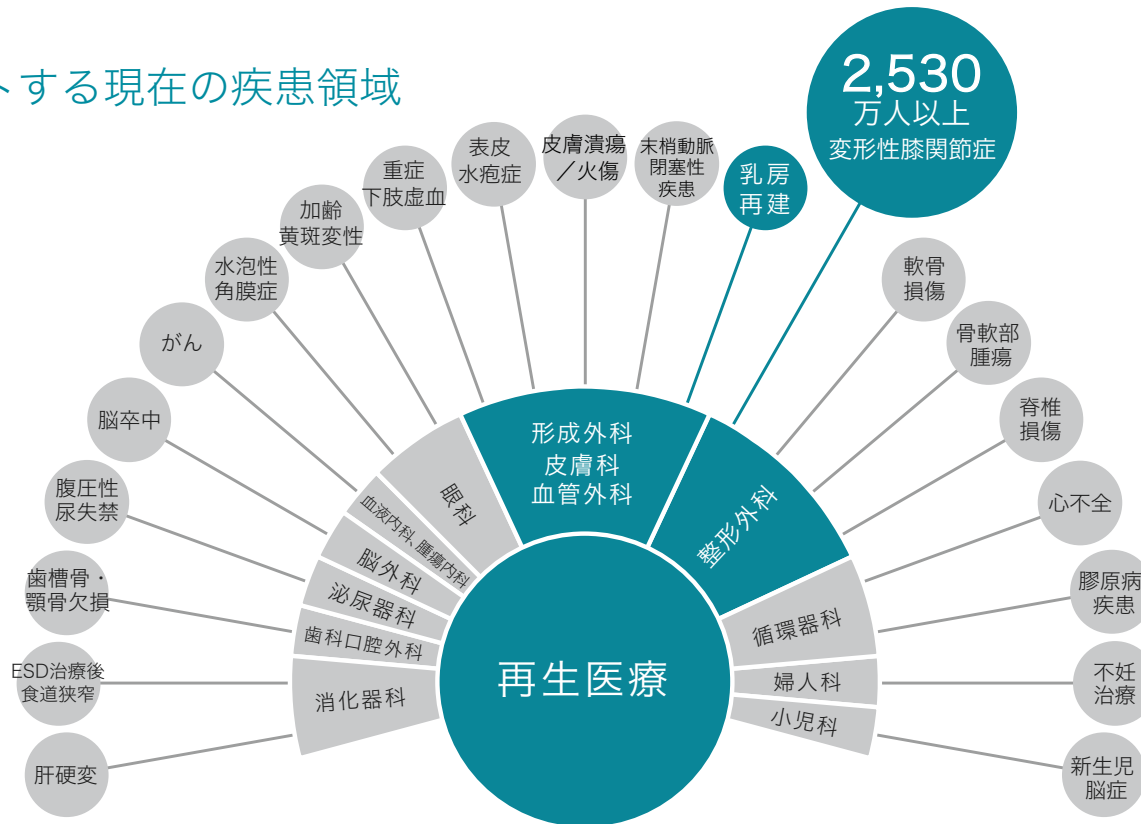 トする現在の疾患領域
2,530
万人以上
変形性膝関節症
乳房
再建
末梢動脈
閉塞性
疾患
皮膚潰瘍
／火傷
表皮
水疱症
重症
下肢虚血
加齢
黄斑変性
水泡性
角膜症
がん
脳卒中
腹圧性
尿失禁
歯槽骨・
顎骨欠損
ESD治療後
食道狭窄
肝硬変
軟骨
損傷
骨軟部
腫瘍
脊椎
損傷
心不全
膠原病
疾患
不妊
治療
新生児
脳症
形成外科
皮膚科
血管外科
整形外科
眼科
血液内科、腫瘍内科
脳外科
泌尿器科
歯科口腔外科
消化器科
循環器科
婦人科
小児科
再生医療